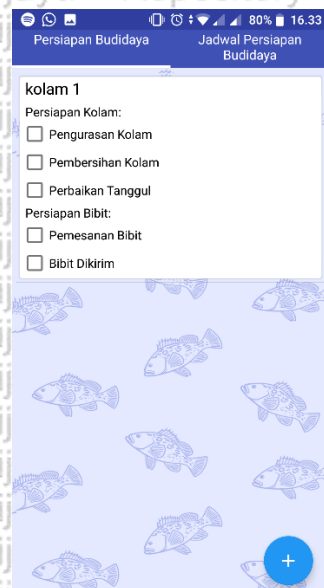 80% 16.33
Persiapan Budidaya
Jadwal Persiapan
Budidaya
kolam 1
Persiapan Kolam:
Pengurasan Kolam
Pembersihan Kolam
Perbaikan Tanggul
Persiapan Bibit:
Pemesanan Bibit
Bibit Dikirim
+